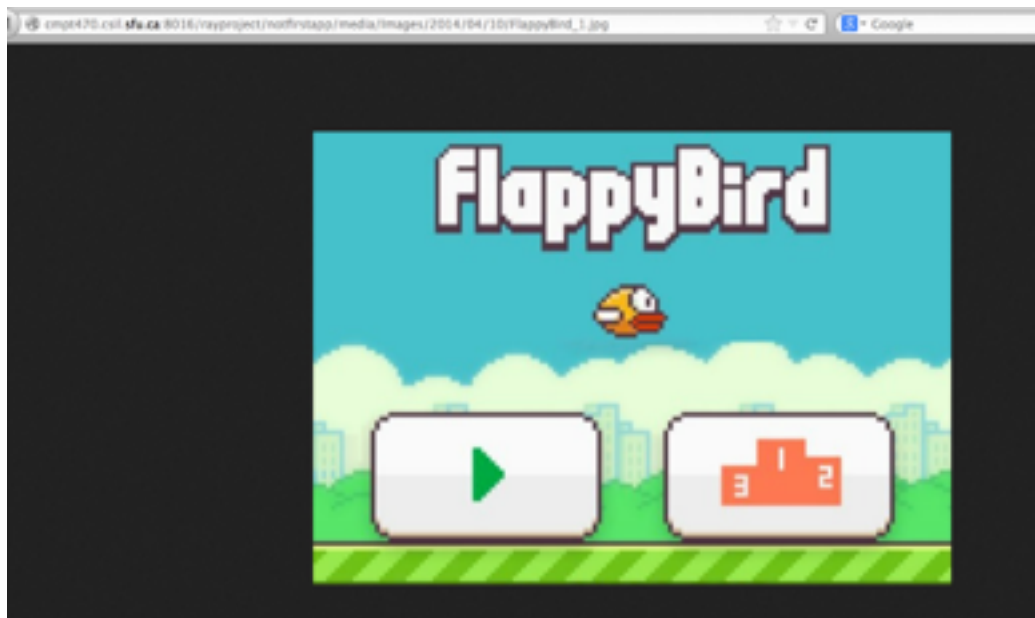 cmpt470.csil.sfu.ca:8016/rayproject/notfirstapp/media/images/2014/04/10/FlappyBird_1.jpg
Google
FlappyBird
1
3 2